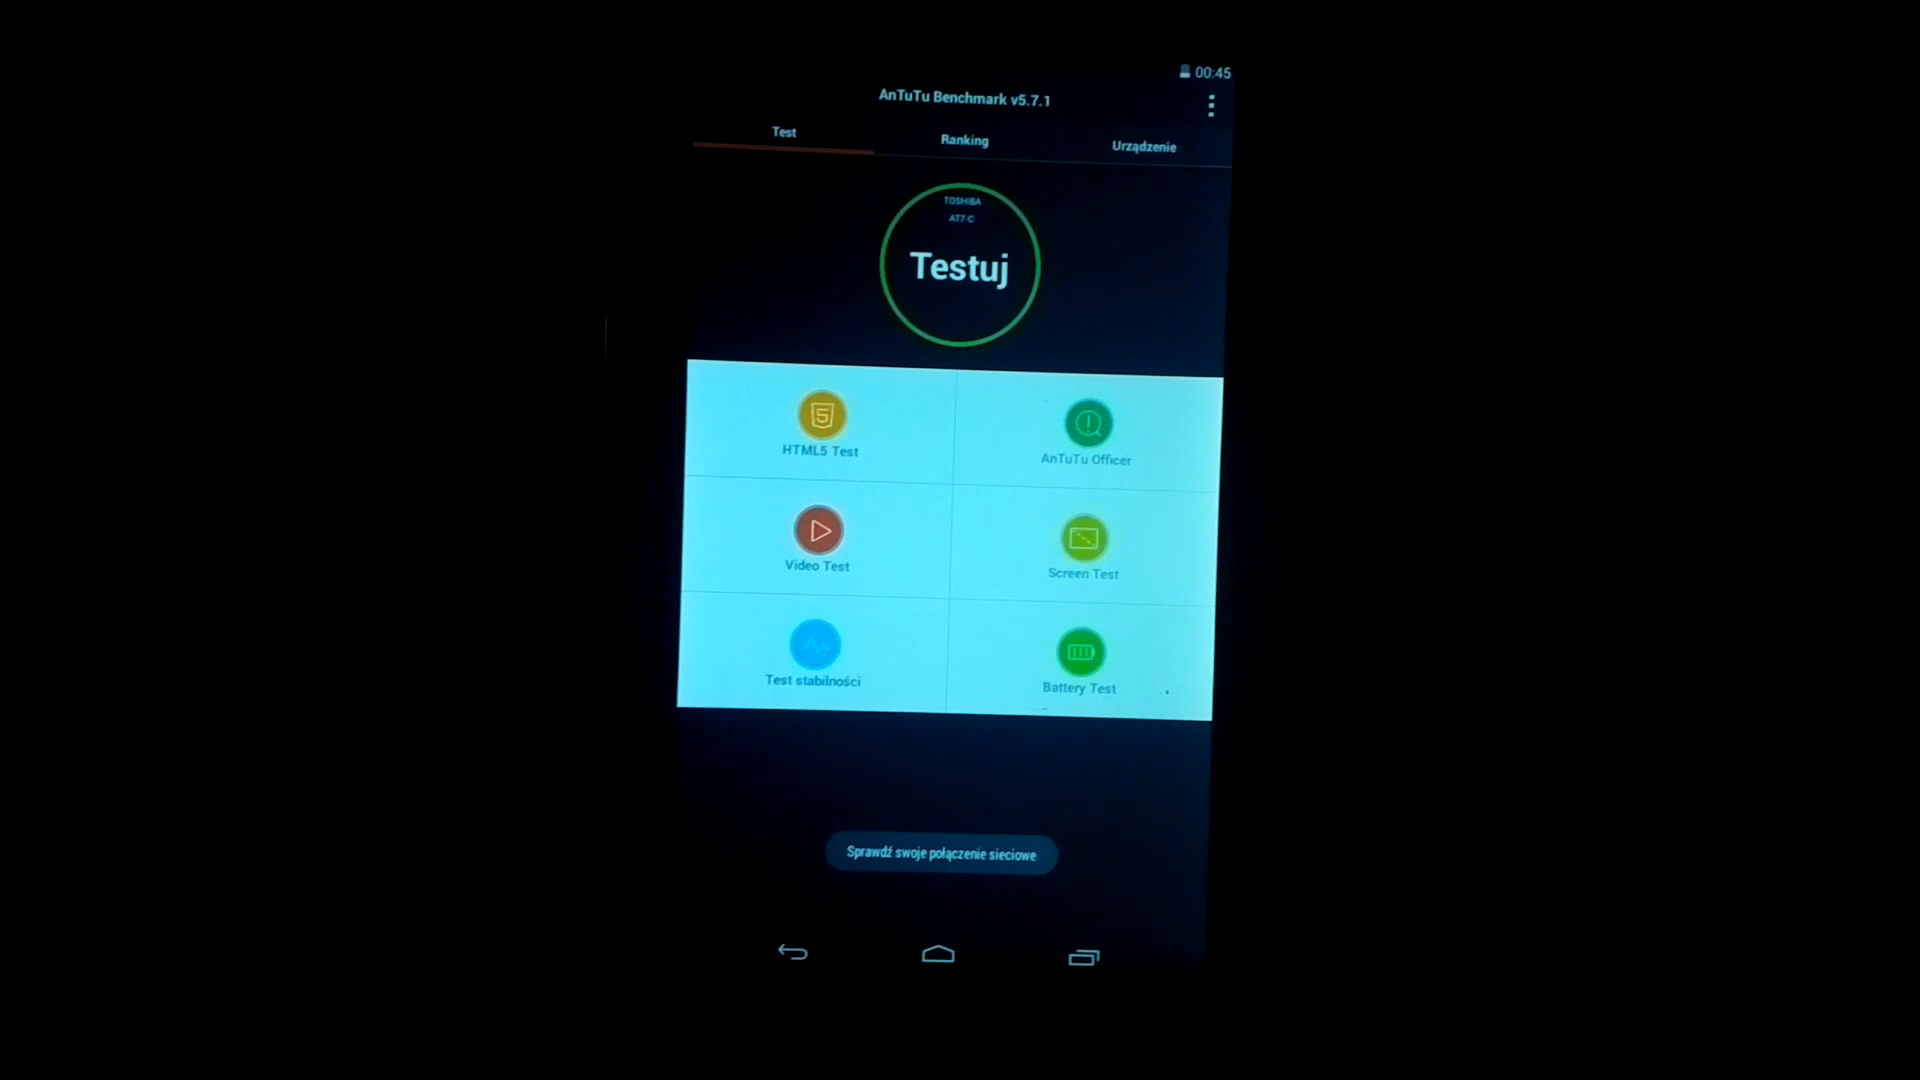 00:45
AnTuTu Benchmark v5.7.1
Test
Ranking
Urządzenie
TOSHIBA
AT7-C
Testuj
5
HTML5 Test
AnTuTu Officer
Video Test
Screen Test
Test stabilności
Battery Test
Sprawdź swoje połączenie sieciowe